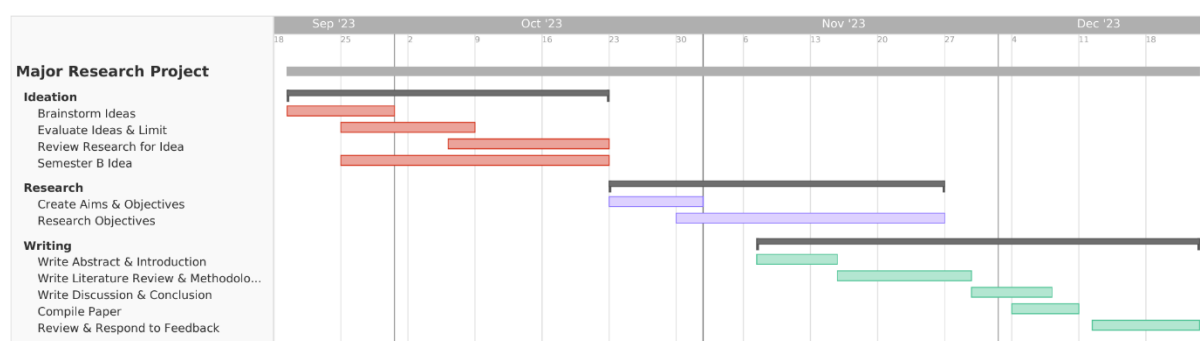 Sep '23 Oct '23 Nov '23 Dec '23
18 25 2 9 16 23 30 6 13 20 27 4 11 18
Major Research Project
Ideation
Brainstorm Ideas
Evaluate Ideas & Limit
Review Research for Idea
Semester B Idea
Research
Create Aims & Objectives
Research Objectives
Writing
Write Abstract & Introduction
Write Literature Review & Methodolo...
Write Discussion & Conclusion
Compile Paper
Review & Respond to Feedback